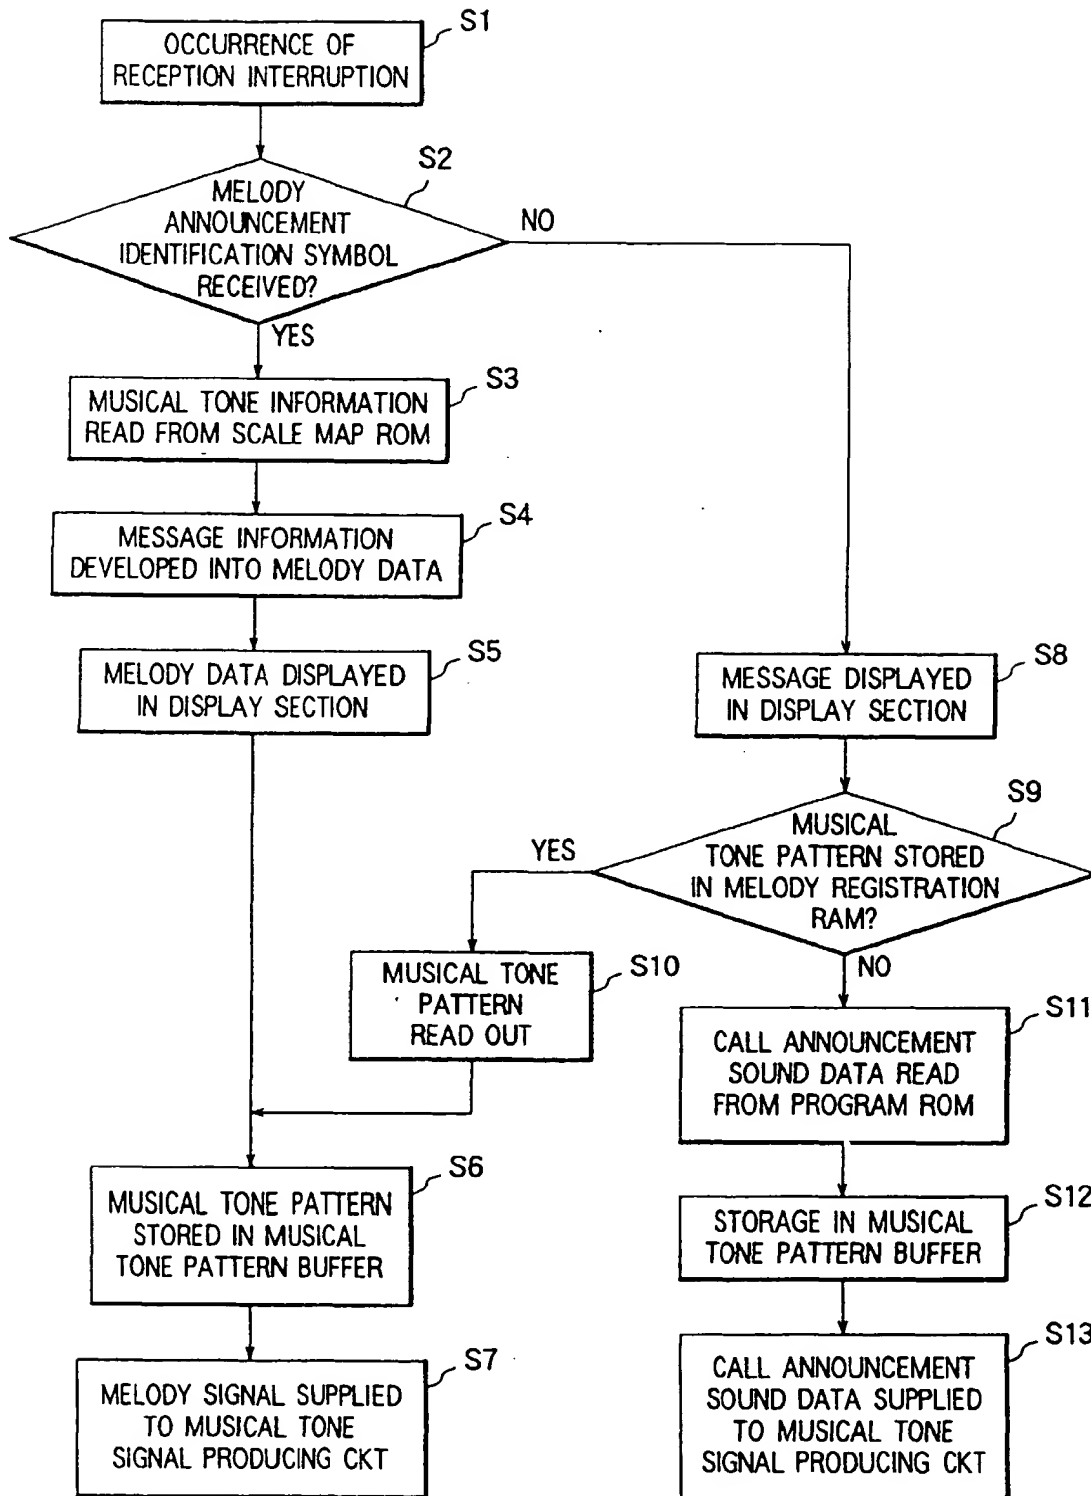 S1
OCCURRENCE OF
RECEPTION INTERRUPTION
S2
MELODY
ANNOUNCEMENT
IDENTIFICATION SYMBOL
RECEIVED?
NO
YES
S3
MUSICAL TONE INFORMATION
READ FROM SCALE MAP ROM
S4
MESSAGE INFORMATION
DEVELOPED INTO MELODY DATA
S5
MELODY DATA DISPLAYED
IN DISPLAY SECTION
S8
MESSAGE DISPLAYED
IN DISPLAY SECTION
S9
MUSICAL
TONE PATTERN STORED
IN MELODY REGISTRATION
RAM?
YES
NO
S10
MUSICAL TONE
PATTERN
READ OUT
S11
CALL ANNOUNCEMENT
SOUND DATA READ
FROM PROGRAM ROM
S6
MUSICAL TONE PATTERN
STORED IN MUSICAL
TONE PATTERN BUFFER
S12
STORAGE IN MUSICAL
TONE PATTERN BUFFER
S7
MELODY SIGNAL SUPPLIED
TO MUSICAL TONE
SIGNAL PRODUCING CKT
S13
CALL ANNOUNCEMENT
SOUND DATA SUPPLIED
TO MUSICAL TONE
SIGNAL PRODUCING CKT